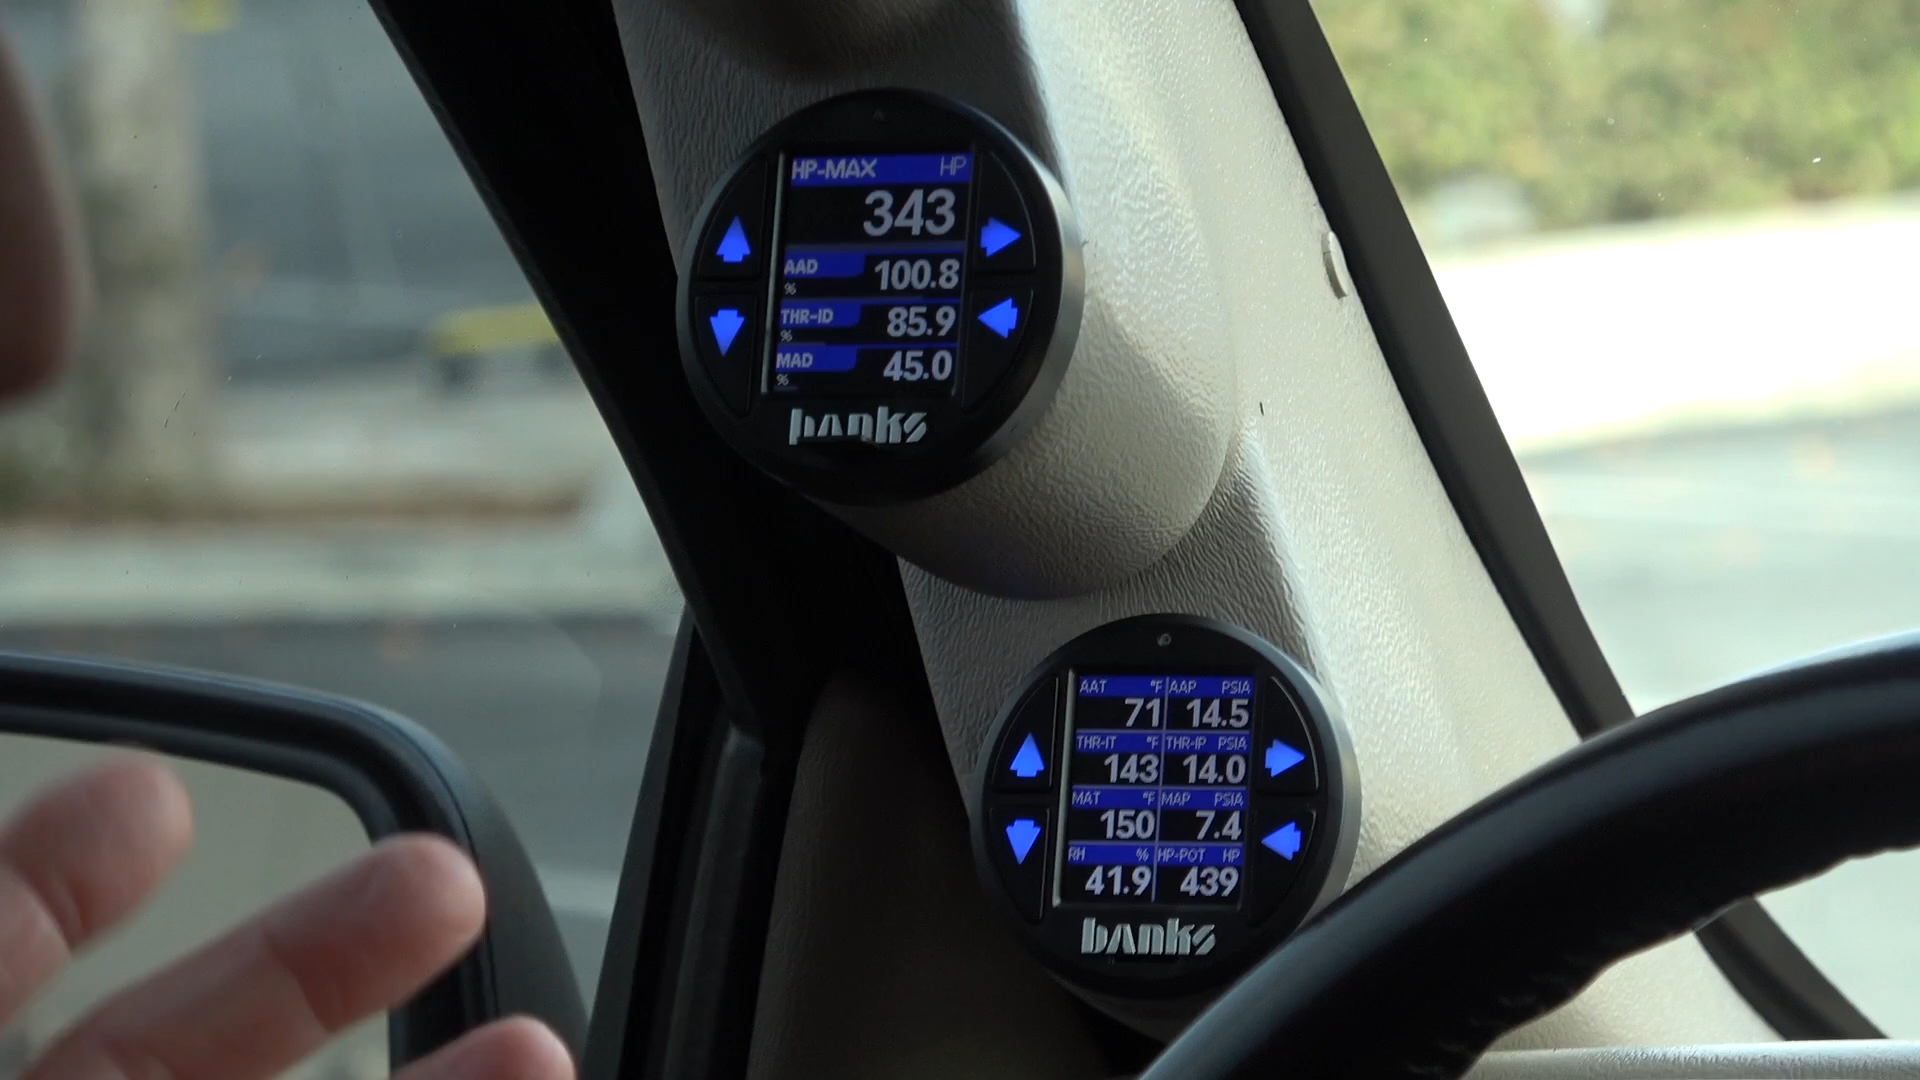 HP-MAX HP
343
AAD
% 100.8
THR-ID
% 85.9
MAD
% 45.0
banks
AAT °F AAP PSIA
71 14.5
THR-IT °F THR-IP PSIA
143 14.0
MAT °F MAP PSIA
150 7.4
RH % HP-POT HP
41.9 439
banks